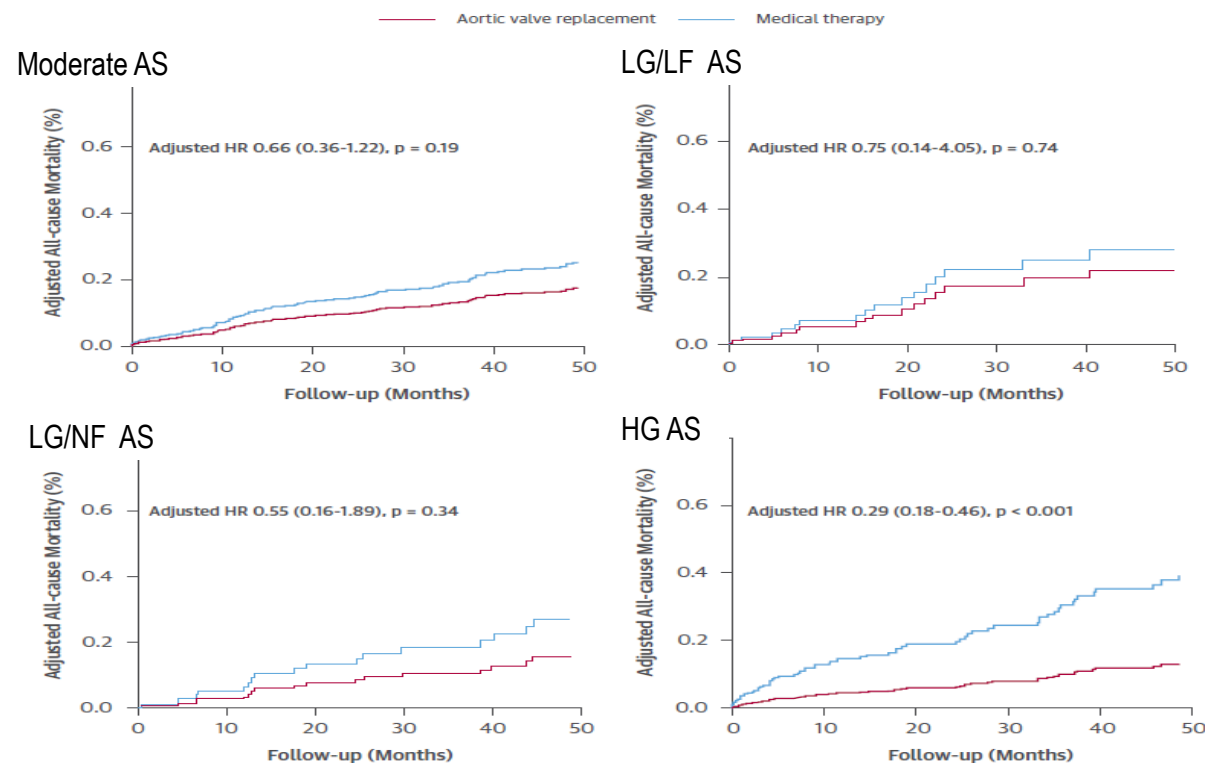 Aortic valve replacement Medical therapy
Moderate AS
Adjusted All-cause Mortality (%)
0.6
0.4
0.2
0.0
Adjusted HR 0.66 (0.36-1.22), p = 0.19
0 10 20 30 40 50
Follow-up (Months)
LG/LF AS
Adjusted All-cause Mortality (%)
0.6
0.4
0.2
0.0
Adjusted HR 0.75 (0.14-4.05), p = 0.74
0 10 20 30 40 50
Follow-up (Months)
LG/NF AS
Adjusted All-cause Mortality (%)
0.6
0.4
0.2
0.0
Adjusted HR 0.55 (0.16-1.89), p = 0.34
0 10 20 30 40 50
Follow-up (Months)
HG AS
Adjusted All-cause Mortality (%)
0.6
0.4
0.2
0.0
Adjusted HR 0.29 (0.18-0.46), p < 0.001
0 10 20 30 40 50
Follow-up (Months)